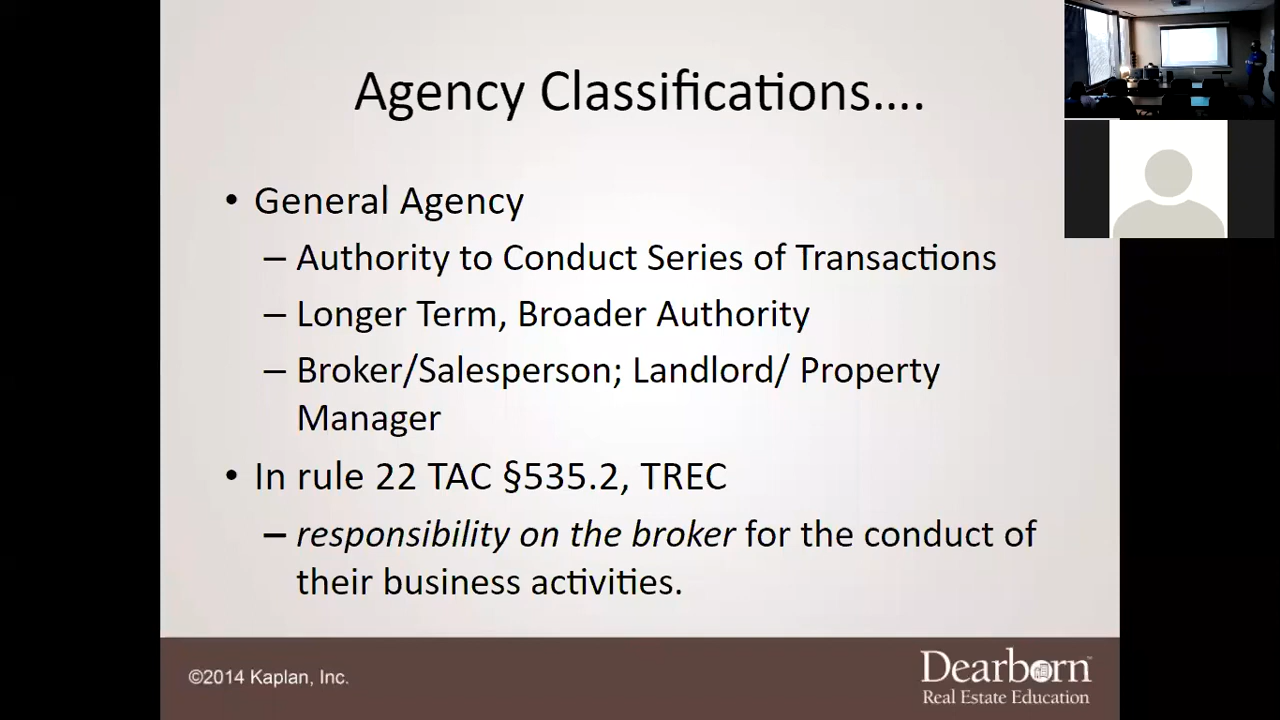 Agency Classifications....
• General Agency
– Authority to Conduct Series of Transactions
– Longer Term, Broader Authority
– Broker/Salesperson; Landlord/ Property
Manager
• In rule 22 TAC §535.2, TREC
– responsibility on the broker for the conduct of
their business activities.
©2014 Kaplan, Inc.
Dearborn™
Real Estate Education